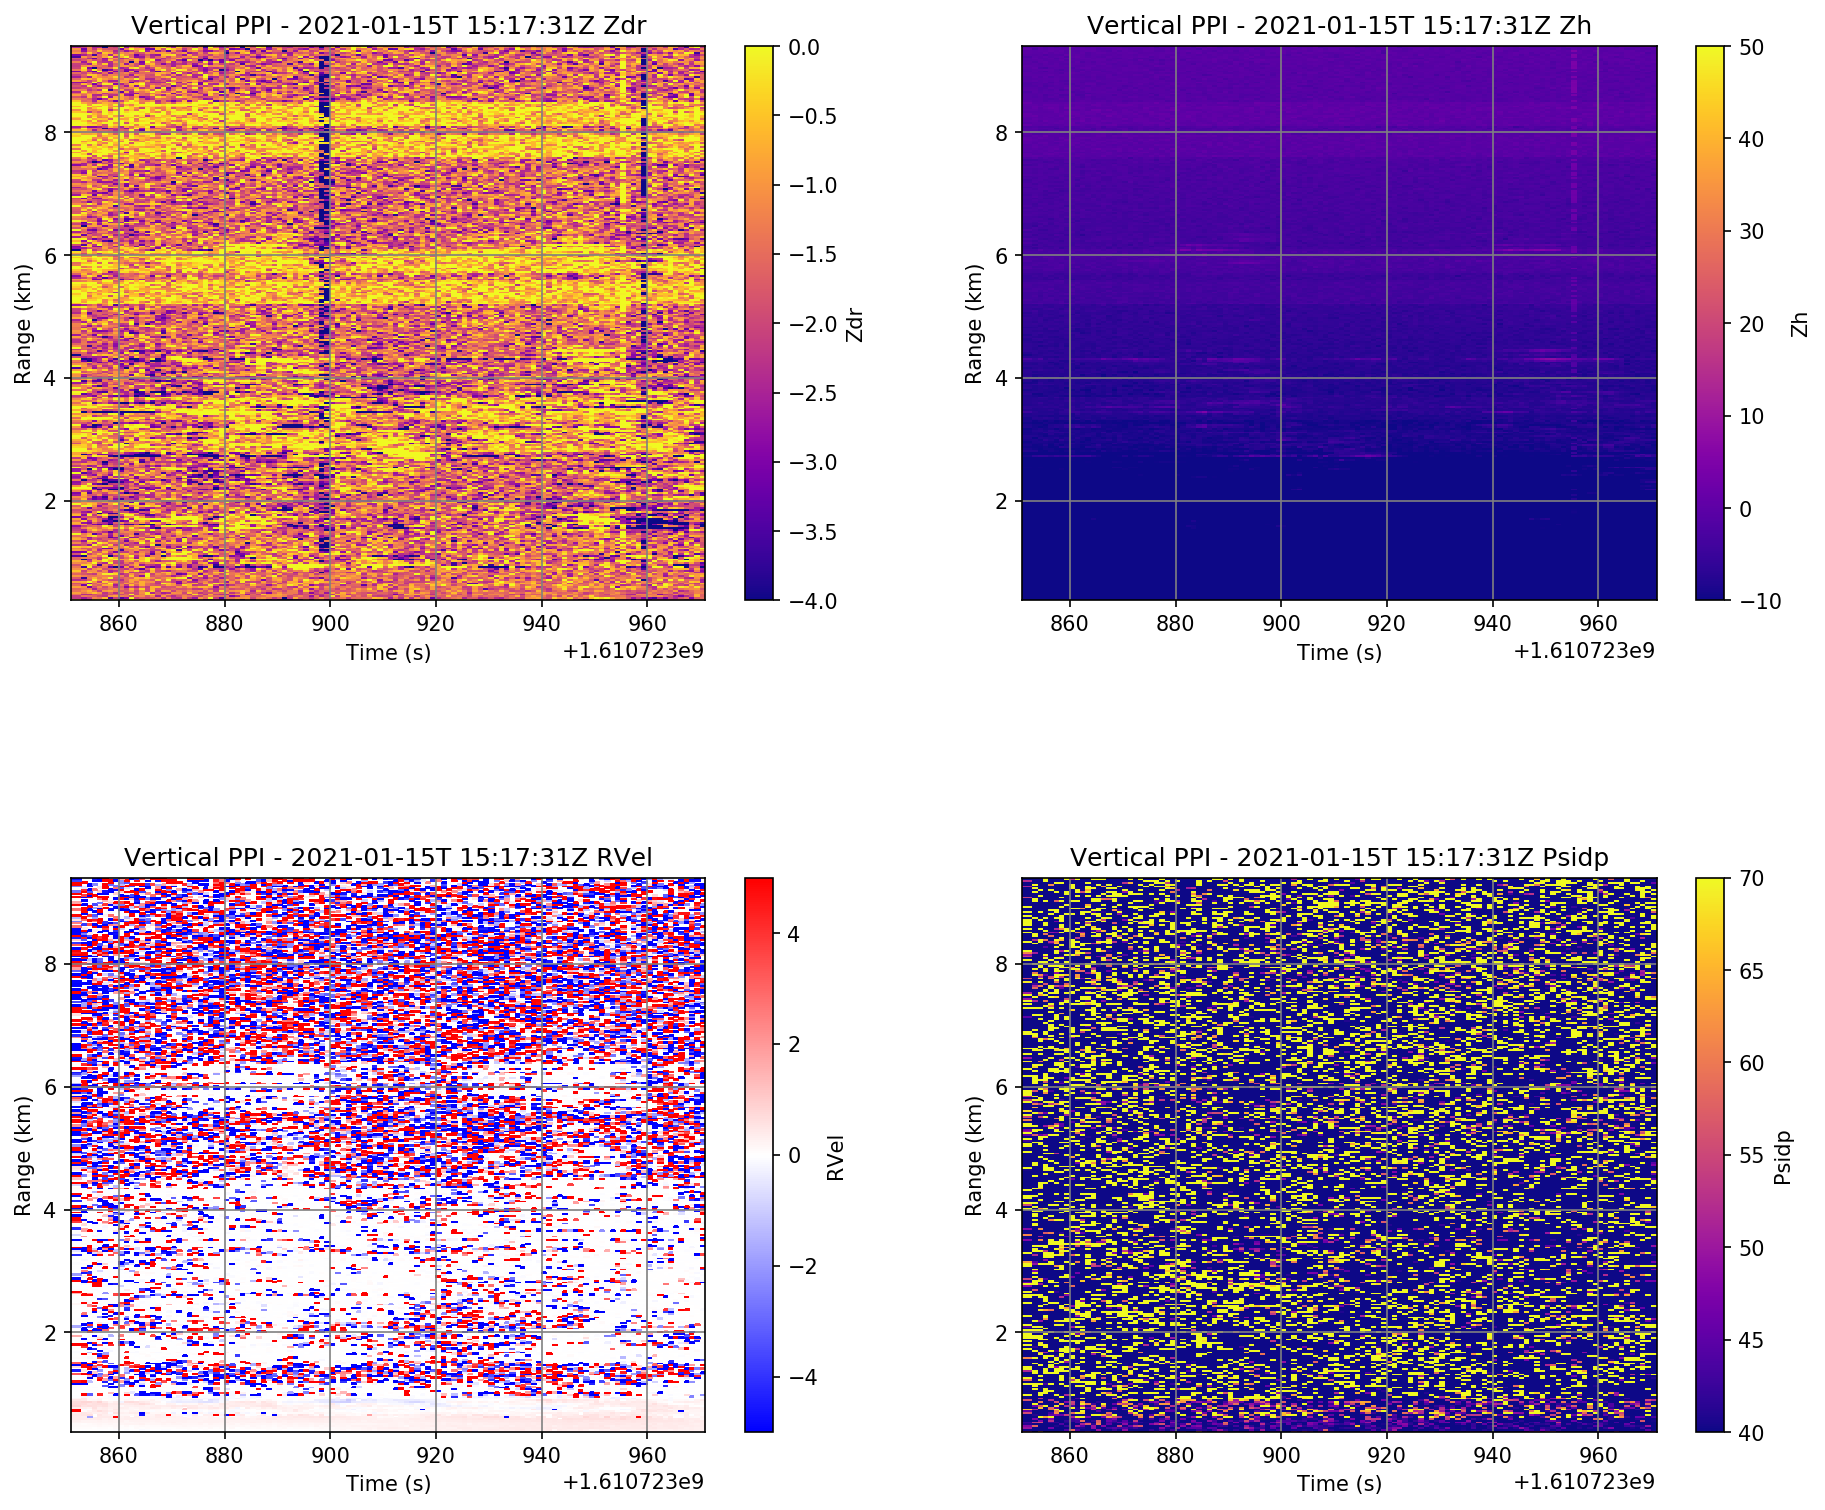 Vertical PPI - 2021-01-15T 15:17:31Z Zdr
Range (km)
8
6
4
2
860 880 900 920 940 960
Time (s)
+1.610723e9
0.0
−0.5
−1.0
−1.5
−2.0
−2.5
−3.0
−3.5
−4.0
Zdr
Vertical PPI - 2021-01-15T 15:17:31Z Zh
Range (km)
8
6
4
2
860 880 900 920 940 960
Time (s)
+1.610723e9
50
40
30
20
10
0
−10
Zh
Vertical PPI - 2021-01-15T 15:17:31Z RVel
Range (km)
8
6
4
2
860 880 900 920 940 960
Time (s)
+1.610723e9
4
2
0
−2
−4
RVel
Vertical PPI - 2021-01-15T 15:17:31Z Psidp
Range (km)
8
6
4
2
860 880 900 920 940 960
Time (s)
+1.610723e9
70
65
60
55
50
45
40
Psidp